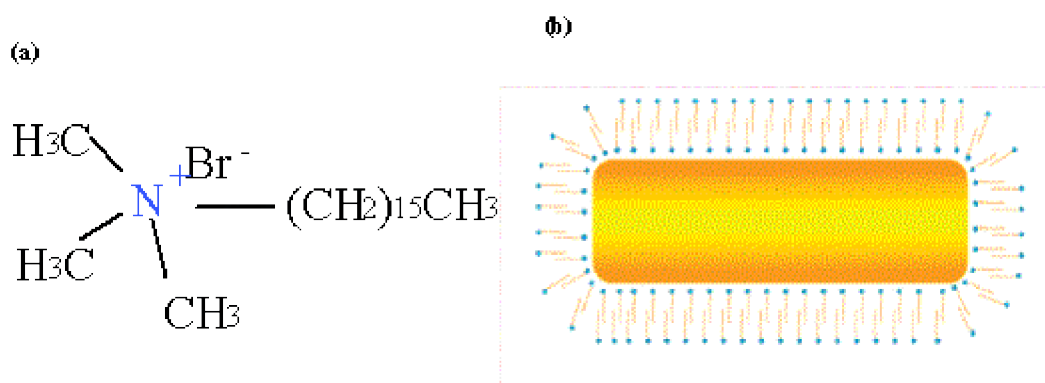 (a)
(b)
H3C
Br-
N+
(CH2)15CH3
H3C
CH3